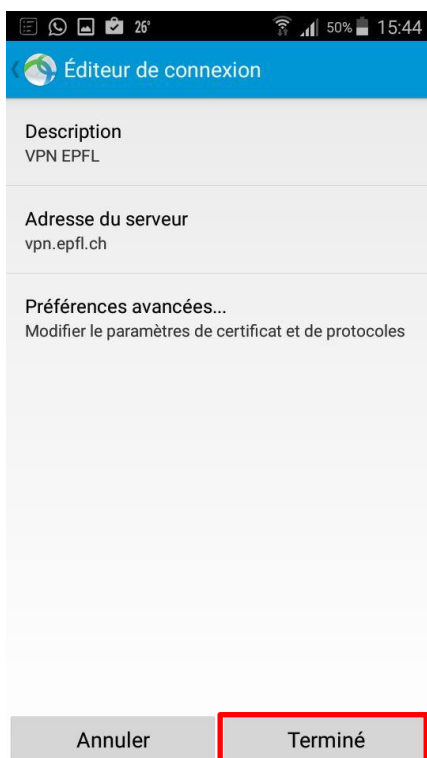 26° 50% 15:44
Éditeur de connexion
Description
VPN EPFL
Adresse du serveur
vpn.epfl.ch
Préférences avancées...
Modifier le paramètres de certificat et de protocoles
Annuler Terminé